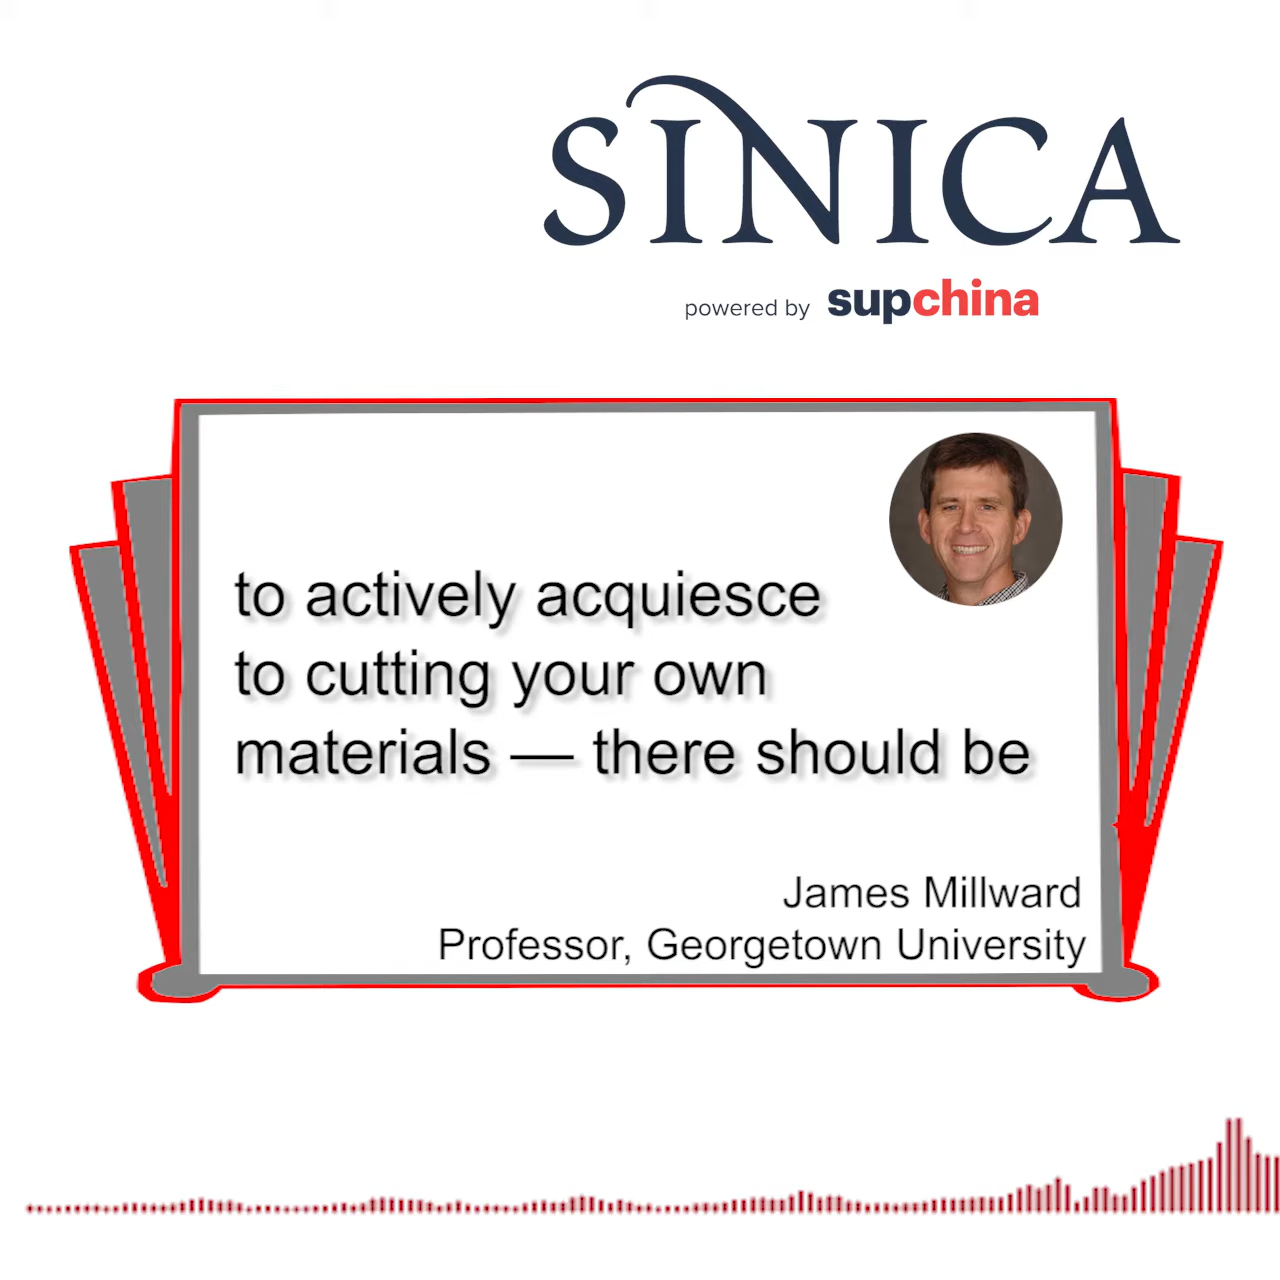 SINICA
powered by supchina
to actively acquiesce
to cutting your own
materials — there should be
James Millward
Professor, Georgetown University